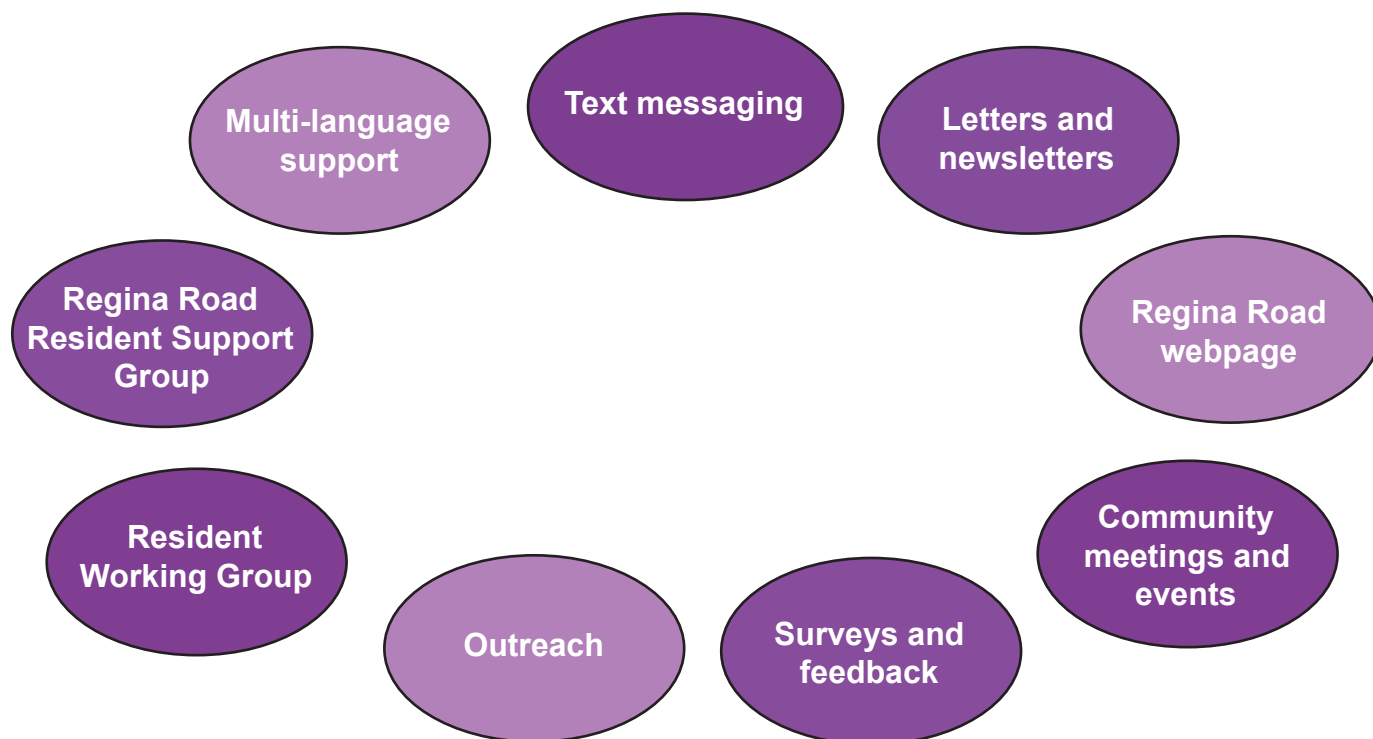 Text messaging
Multi-language
support
Letters and
newsletters
Regina Road
Resident Support
Group
Regina Road
webpage
Resident
Working Group
Community
meetings and
events
Outreach
Surveys and
feedback